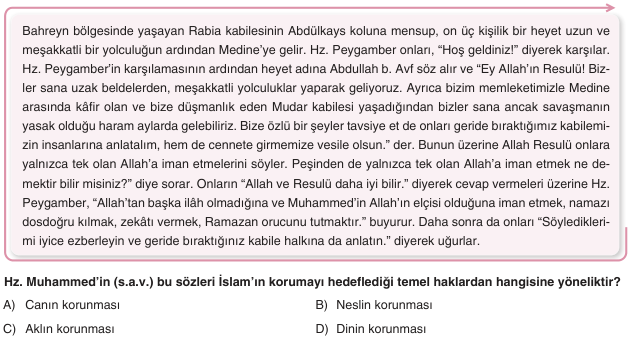 Bahreyn bölgesinde yaşayan Rabia kabilesinin Abdülkays koluna mensup, on üç kişilik bir heyet uzun ve
meşakkatli bir yolculuğun ardından Medine’ye gelir. Hz. Peygamber onları, “Hoş geldiniz!” diyerek karşılar.
Hz. Peygamber’in karşılamasının ardından heyet adına Abdullah b. Avf söz alır ve “Ey Allah’ın Resulü! Biz-
ler sana uzak beldelerden, meşakkatli yolculuklar yaparak geliyoruz. Ayrıca bizim memleketimizle Medine
arasında kâfir olan ve bize düşmanlık eden Mudar kabilesi yaşadığından bizler sana ancak savaşmanın
yasak olduğu haram aylarda gelebiliriz. Bize özlü bir şeyler tavsiye et de onları geride bıraktığımız kabilemi-
zin insanlarına anlatalım, hem de cennete girmemize vesile olsun.” der. Bunun üzerine Allah Resulü onlara
yalnızca tek olan Allah’a iman etmelerini söyler. Peşinden de yalnızca tek olan Allah’a iman etmek ne de-
mektir bilir misiniz?” diye sorar. Onların “Allah ve Resulü daha iyi bilir.” diyerek cevap vermeleri üzerine Hz.
Peygamber, “Allah’tan başka ilâh olmadığına ve Muhammed’in Allah’ın elçisi olduğuna iman etmek, namazı
dosdoğru kılmak, zekâtı vermek, Ramazan orucunu tutmaktır.” buyurur. Daha sonra da onları “Söyledikleri-
mi iyice ezberleyin ve geride bıraktığınız kabile halkına da anlatın.” diyerek uğurlar.
Hz. Muhammed’in (s.a.v.) bu sözleri İslam’ın korumayı hedeflediği temel haklardan hangisine yöneliktir?
A) Canın korunması
B) Neslin korunması
C) Aklın korunması
D) Dinin korunması